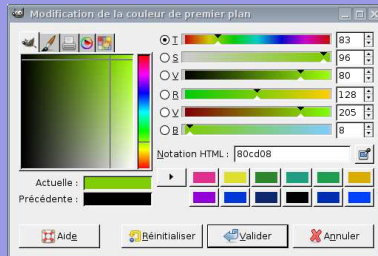 Modification de la couleur de premier plan
T 83
S 96
V 80
R 128
V 205
B 8
Notation HTML : 80cd08
Actuelle :
Précédente :
Aide Réinitialiser Valider Annuler